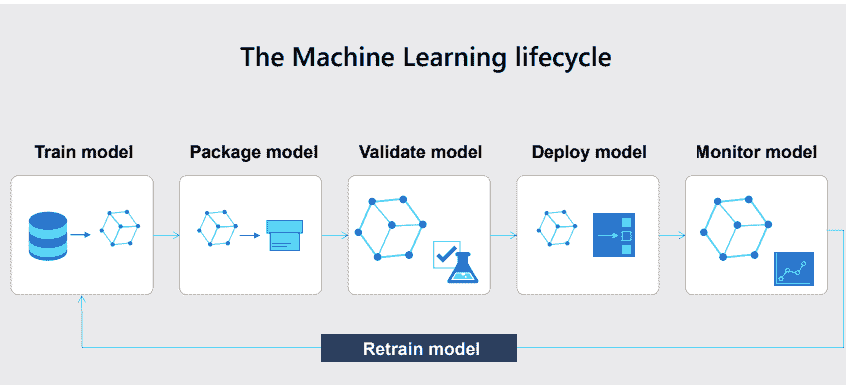 The Machine Learning lifecycle
Train model
Package model
Validate model
Deploy model
Monitor model
Retrain model